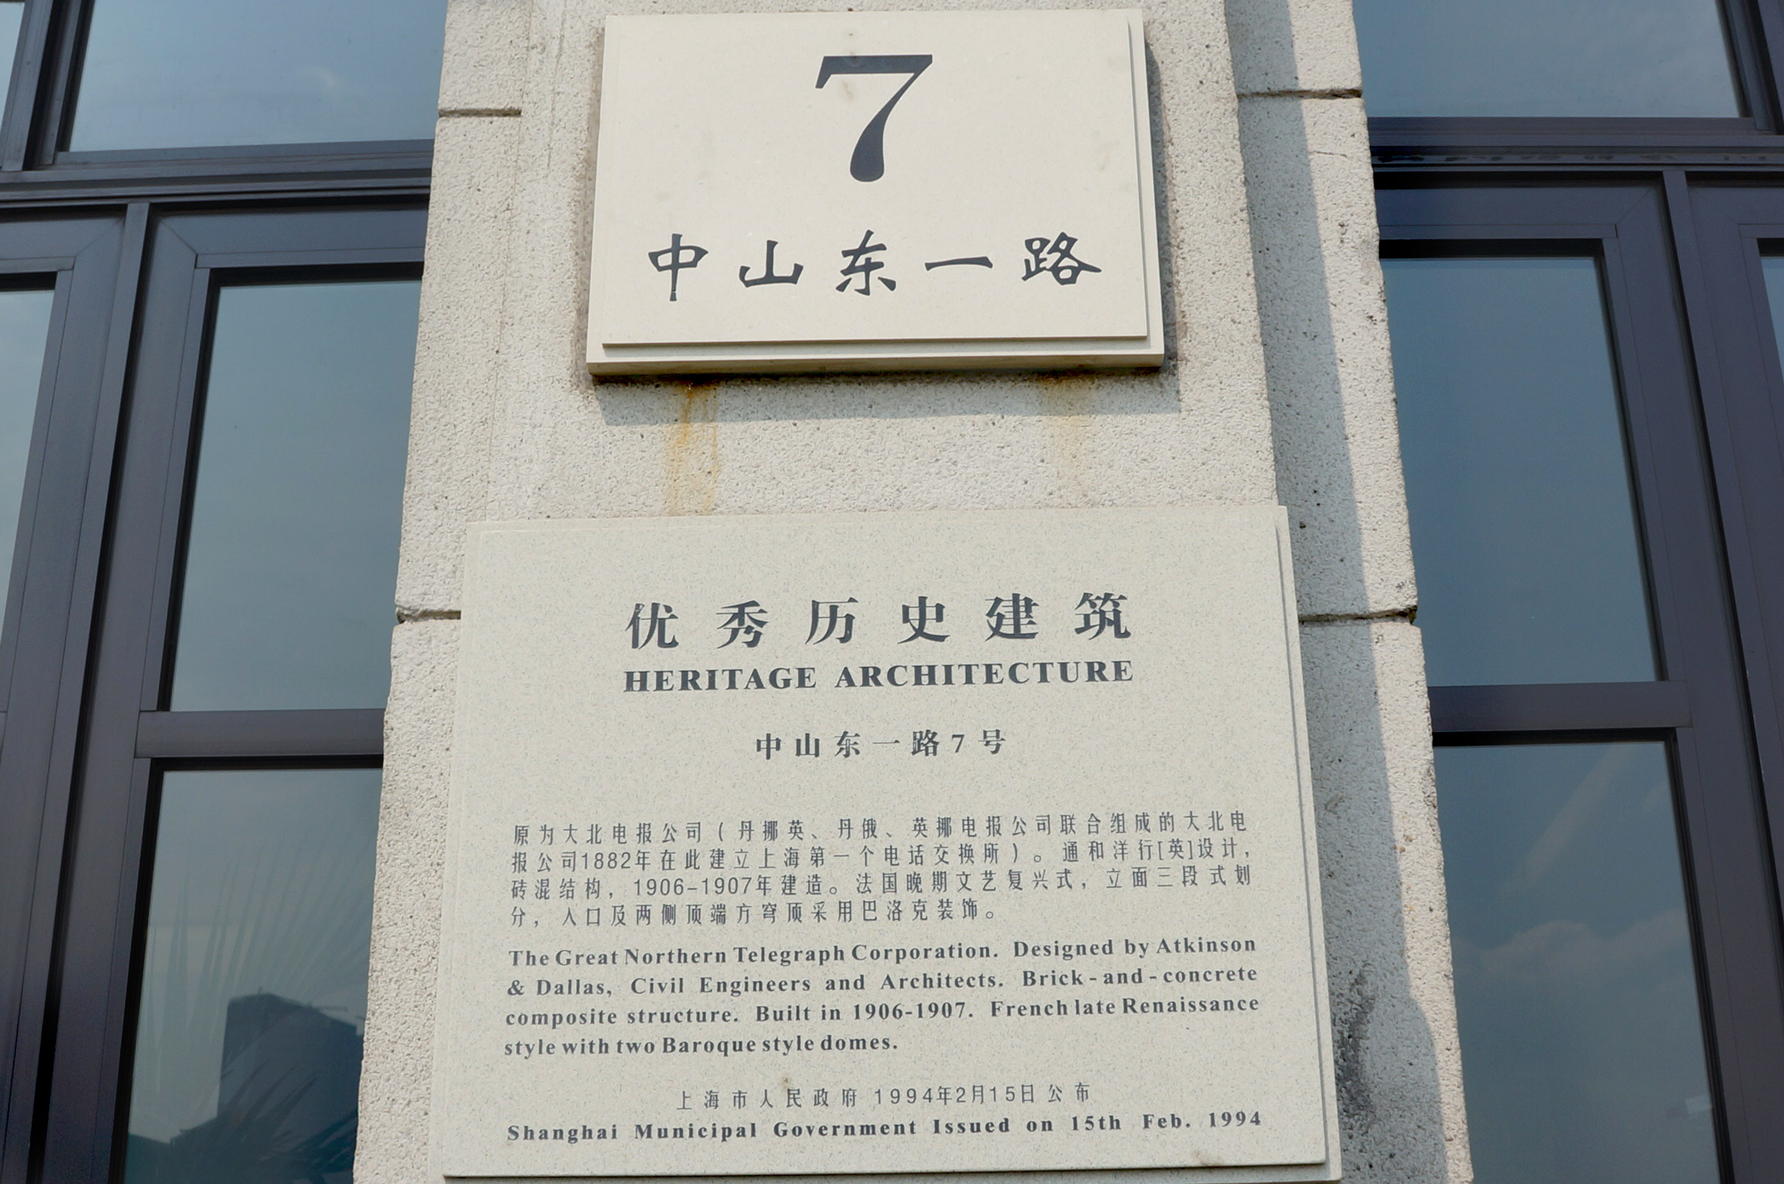 7
中山东一路
优秀历史建筑
HERITAGE ARCHITECTURE
中山东一路7号
原为大北电报公司（丹挪英、丹俄、英挪电报公司联合组成的大北电
报公司1882年在此建立上海第一个电话交换所）。通和洋行[英]设计，
砖混结构，1906-1907年建造。法国晚期文艺复兴式，立面三段式划
分，入口及两侧顶端方穹顶采用巴洛克装饰。
The Great Northern Telegraph Corporation. Designed by Atkinson
& Dallas, Civil Engineers and Architects. Brick-and-concrete
composite structure. Built in 1906-1907. French late Renaissance
style with two Baroque style domes.
上海市人民政府 1994年2月15日公布
Shanghai Municipal Government Issued on 15th Feb. 1994